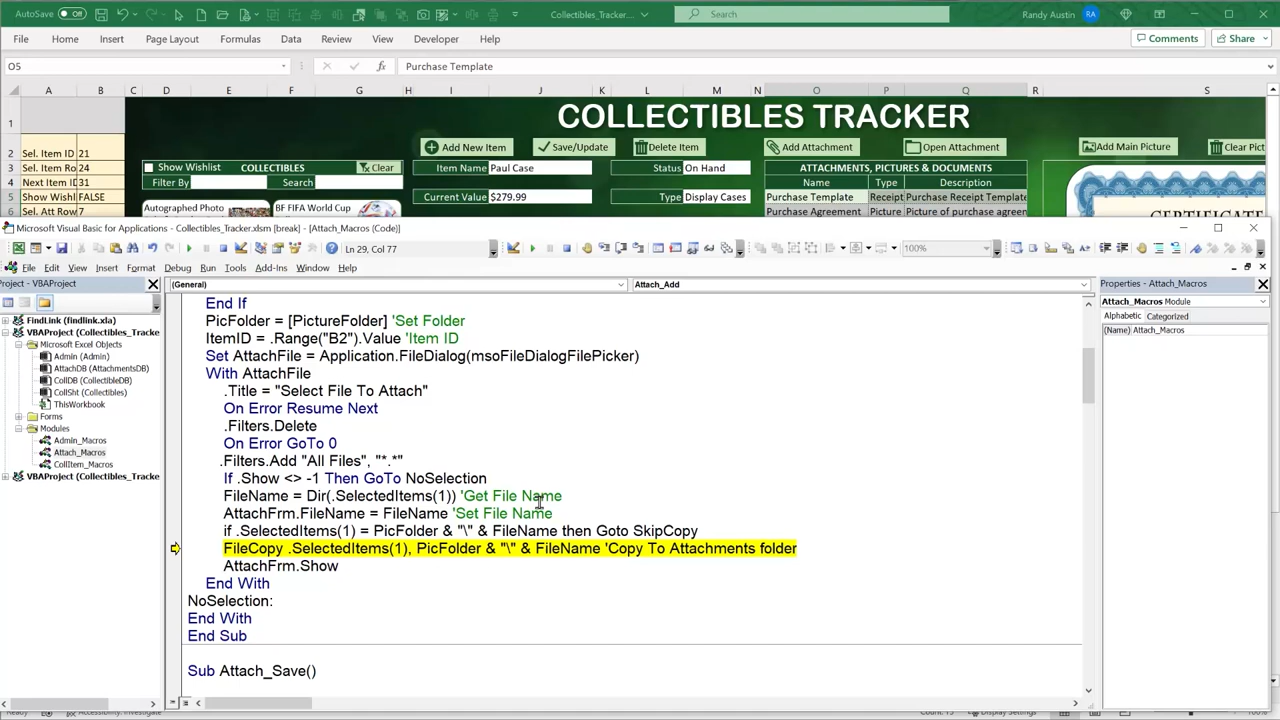 AutoSave Off Collectibles_Tracker.... Search Randy Austin RA
File Home Insert Page Layout Formulas Data Review View Developer Help Comments Share
O5 fx Purchase Template
A B C D E F G H I J K L M N O P Q R S
1 COLLECTIBLES TRACKER
2 Sel. Item ID 21 Add New Item Save/Update Delete Item Add Attachment Open Attachment Add Main Picture Clear Pict
3 Sel. Item Ro 24 Show Wishlist COLLECTIBLES Clear Item Name Paul Case Status On Hand ATTACHMENTS, PICTURES & DOCUMENTS
4 Next Item ID 31 Filter By Search Name Type Description
5 Show Wishl FALSE Current Value $279.99 Type Display Cases Purchase Template Receipt Purchase Receipt Template
6 Sel. Att Row 7 Autographed Photo BF FIFA World Cup Purchase Agreement Picture Picture of purchase agreem CERTIFICATE
Microsoft Visual Basic for Applications - Collectibles_Tracker.xlsm [break] - [Attach_Macros (Code)]
Ln 29, Col 77 100%
File Edit View Insert Format Debug Run Tools Add-Ins Window Help
Project - VBAProject
(General) Attach_Add
Properties - Attach_Macros
Attach_Macros Module
Alphabetic Categorized
(Name) Attach_Macros
FindLink (findlink.xla)
VBAProject (Collectibles_Tracke
Microsoft Excel Objects
Admin (Admin)
AttachDB (AttachmentsDB)
CollDB (CollectibleDB)
CollSht (Collectibles)
ThisWorkbook
Forms
Modules
Admin_Macros
Attach_Macros
CollItem_Macros
VBAProject (Collectibles_Tracke
End If
PicFolder = [PictureFolder] 'Set Folder
ItemID = .Range("B2").Value 'Item ID
Set AttachFile = Application.FileDialog(msoFileDialogFilePicker)
With AttachFile
.Title = "Select File To Attach"
On Error Resume Next
.Filters.Delete
On Error GoTo 0
.Filters.Add "All Files", "*.*"
If .Show <> -1 Then GoTo NoSelection
FileName = Dir(.SelectedItems(1)) 'Get File Name
AttachFrm.FileName = FileName 'Set File Name
if .SelectedItems(1) = PicFolder & "\" & FileName then Goto SkipCopy
FileCopy .SelectedItems(1), PicFolder & "\" & FileName 'Copy To Attachments folder
AttachFrm.Show
End With
NoSelection:
End With
End Sub
Sub Attach_Save()